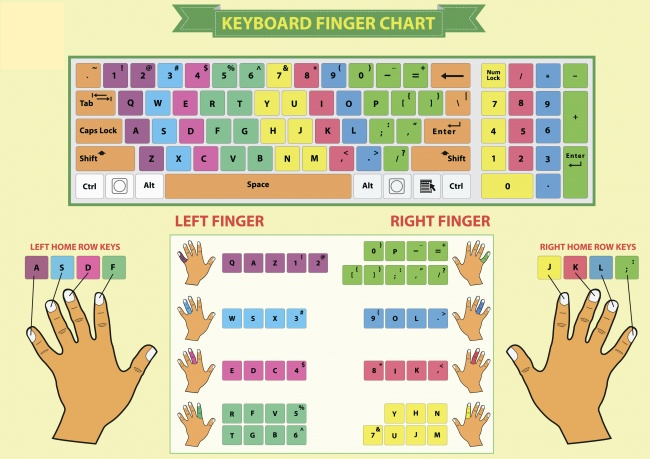 KEYBOARD FINGER CHART
` ~ 1 ! 2 @ 3 # 4 $ 5 % 6 ^ 7 & 8 * 9 ( 0 ) - _ = +
Num Lock / * -
Tab Q W E R T Y U I O P [ { ] } \ |
7 8 9 +
Caps Lock A S D F G H J K L ; : ' " Enter
4 5 6
Shift Z X C V B N M , < . > / ? Shift
1 2 3 Enter
Ctrl Alt Space Alt Ctrl
0 .
LEFT FINGER RIGHT FINGER
LEFT HOME ROW KEYS
A S D F
RIGHT HOME ROW KEYS
J K L ; :
Q A Z 1 ! 2 @
0 ) P - _ = +
[ { ] } ; : ' " / ?
W S X 3 #
9 ( O L . >
E D C 4 $
8 * I K , <
R F V 5 %
T G B 6 ^
Y H N
7 & U J M